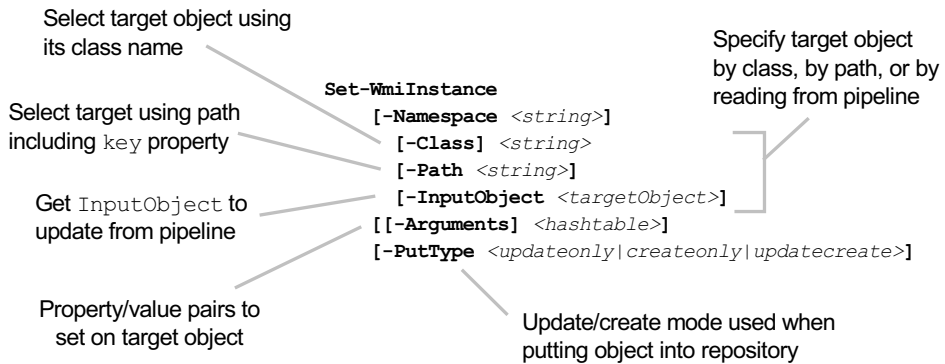 Select target object using
its class name
Specify target object
by class, by path, or by
reading from pipeline
Set-WmiInstance
[-Namespace <string>]
[-Class] <string>
[-Path <string>]
[-InputObject <targetObject>]
[[-Arguments] <hashtable>]
[-PutType <updateonly|createonly|updatecreate>]
Select target using path
including key property
Get InputObject to
update from pipeline
Property/value pairs to
set on target object
Update/create mode used when
putting object into repository